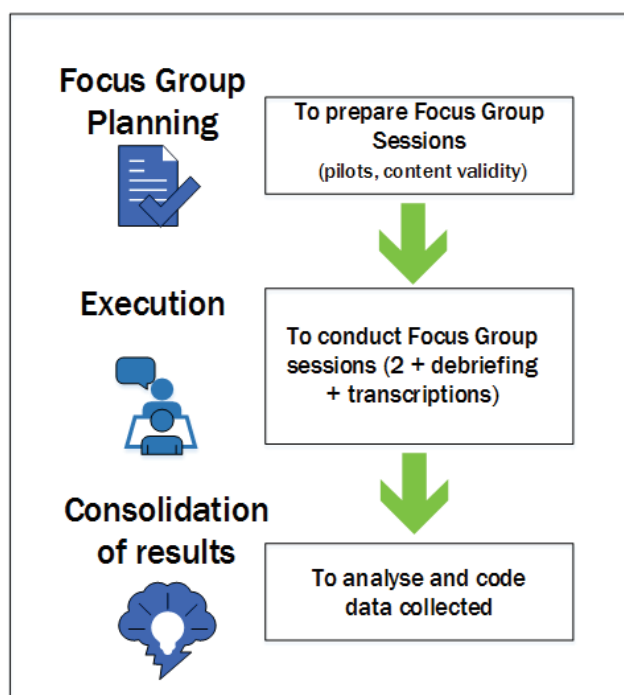 Focus Group
Planning
To prepare Focus Group
Sessions
(pilots, content validity)
Execution
To conduct Focus Group
sessions (2 + debriefing
+ transcriptions)
Consolidation
of results
To analyse and code
data collected